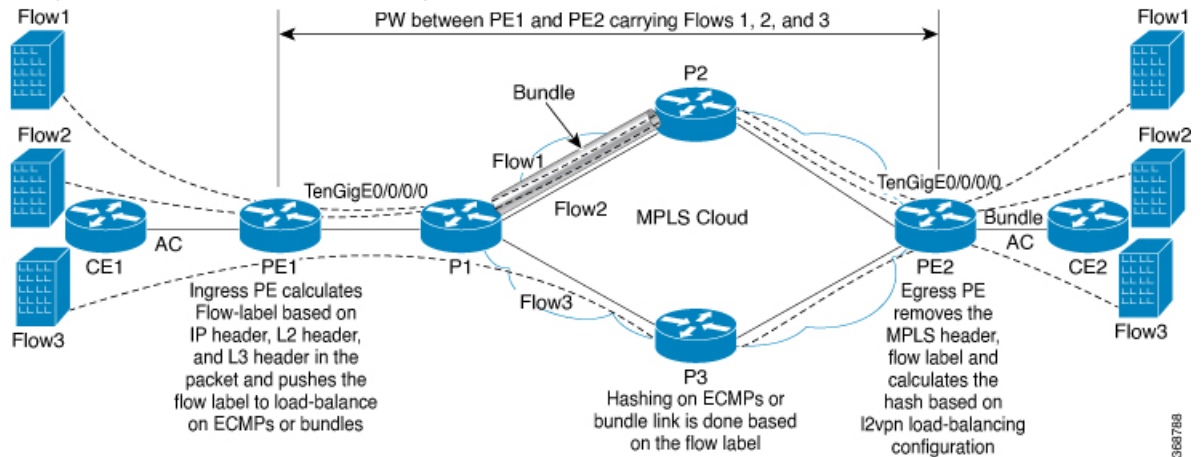 Flow1
PW between PE1 and PE2 carrying Flows 1, 2, and 3
Flow1
P2
Bundle
Flow2
Flow1
Flow2
TenGigE0/0/0/0
TenGigE0/0/0/0
Flow2
MPLS Cloud
Bundle
AC
AC
CE1
PE1
P1
PE2
CE2
Flow3
Flow3
Flow3
P3
Ingress PE calculates
Flow-label based on
IP header, L2 header,
and L3 header in the
packet and pushes the
flow label to load-balance
on ECMPs or bundles
Hashing on ECMPs or
bundle link is done based
on the flow label
Egress PE
removes the
MPLS header,
flow label and
calculates the
hash based on
l2vpn load-balancing
configuration
368788